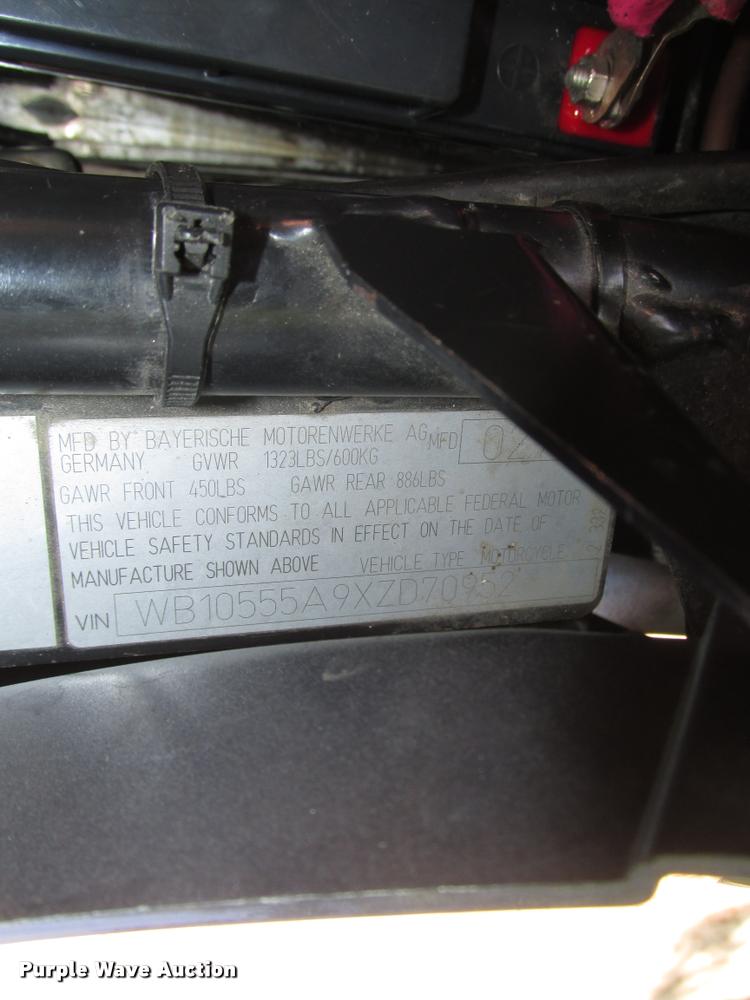 MFD BY BAYERISCHE MOTORENWERKE AG MFD
GERMANY GVWR 1323LBS/600KG
GAWR FRONT 450LBS GAWR REAR 886LBS
THIS VEHICLE CONFORMS TO ALL APPLICABLE FEDERAL MOTOR
VEHICLE SAFETY STANDARDS IN EFFECT ON THE DATE OF
MANUFACTURE SHOWN ABOVE VEHICLE TYPE MOTORCYCLE
VIN WB10555A9XZD70952
Purple Wave Auction